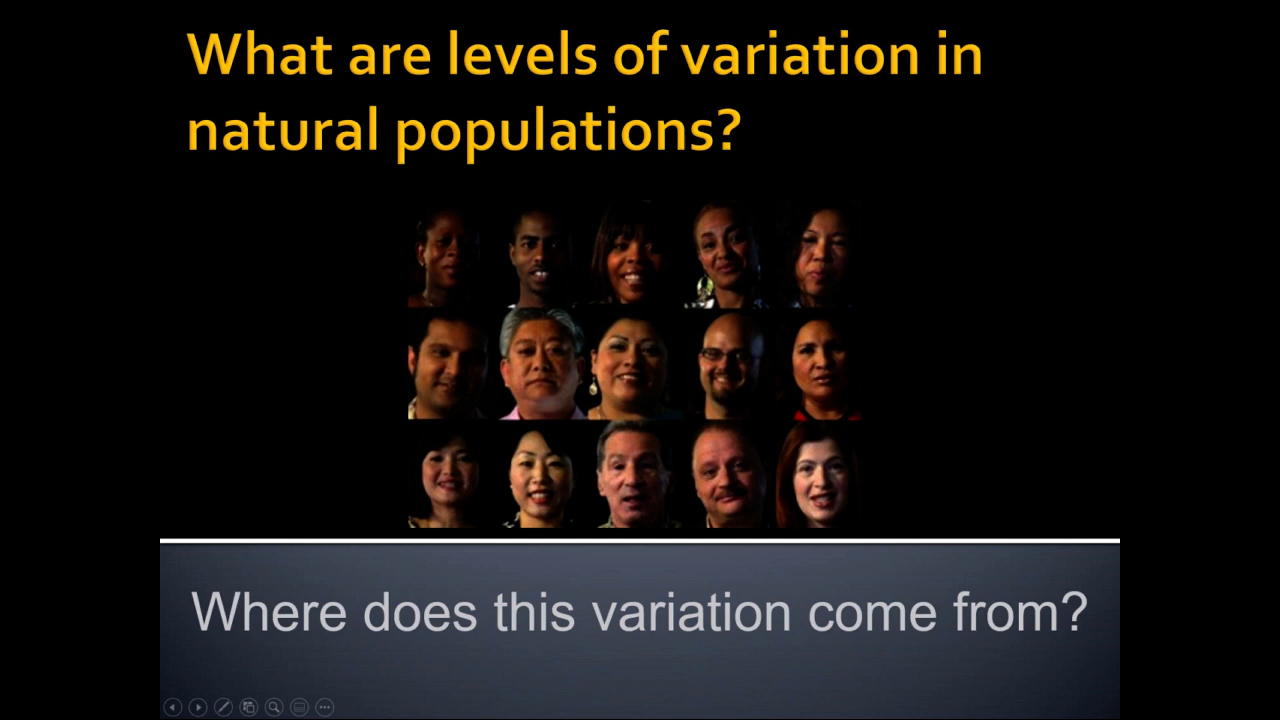 What are levels of variation in
natural populations?
Where does this variation come from?